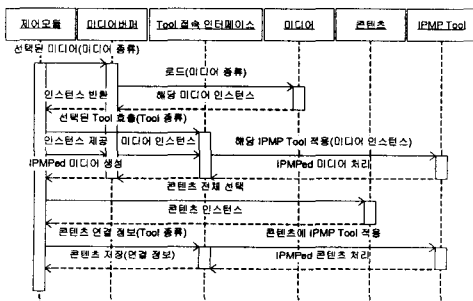 제어모듈 미디어버퍼 Tool 접속 인터페이스 미디어 콘텐츠 IPMP Tool
선택된 미디어(미디어 종류)
로드(미디어 종류)
인스턴스 반환 해당 미디어 인스턴스
선택된 Tool 호출(Tool 종류)
인스턴스 제공 미디어 인스턴스 해당 IPMP Tool 적용(미디어 인스턴스)
IPMPed 미디어 생성 IPMPed 미디어 처리
콘텐츠 전체 선택
콘텐츠 인스턴스
콘텐츠 연결 정보(Tool 종류) 콘텐츠에 IPMP Tool 적용
콘텐츠 저장(연결 정보) IPMPed 콘텐츠 처리